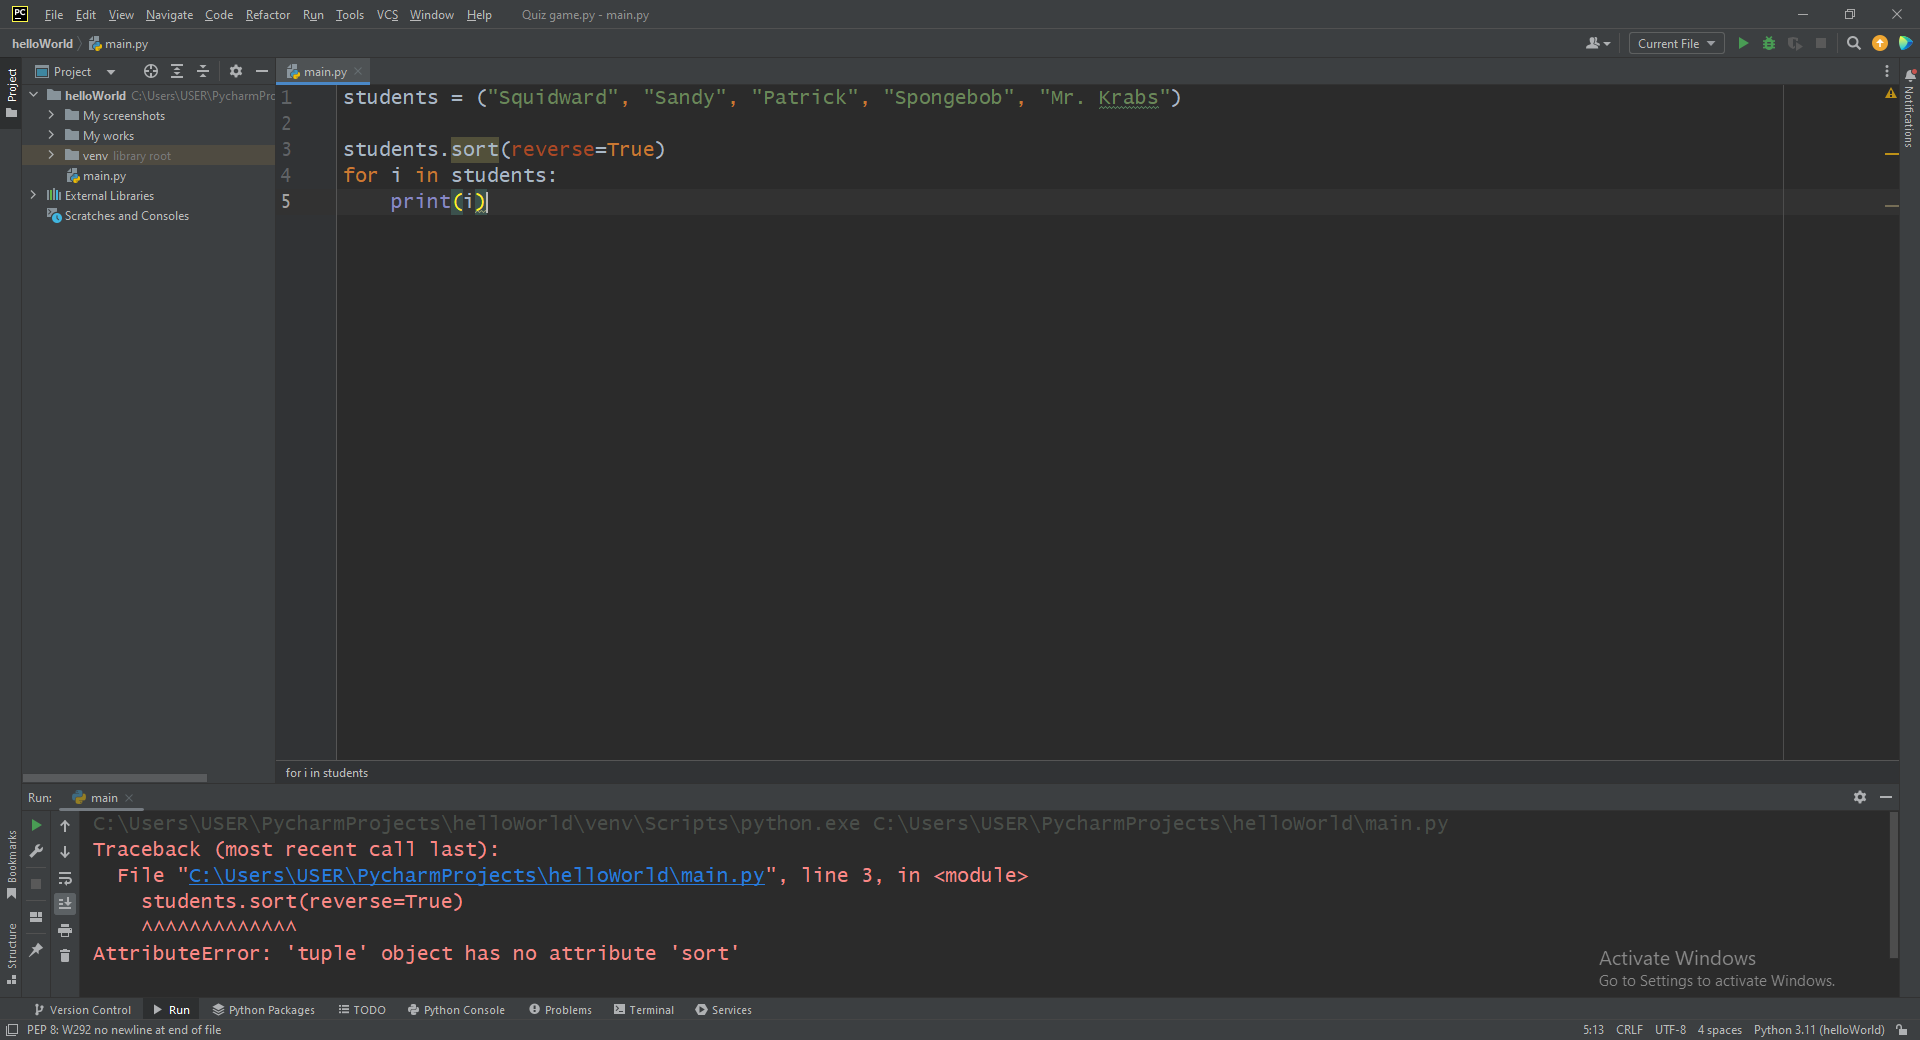 PC File Edit View Navigate Code Refactor Run Tools VCS Window Help Quiz game.py - main.py
helloWorld main.py Current File
Project main.py
Project
Notifications
helloWorld C:\Users\USER\PycharmPro
My screenshots
My works
venv library root
main.py
External Libraries
Scratches and Consoles
1 students = ("Squidward", "Sandy", "Patrick", "Spongebob", "Mr. Krabs")
2
3 students.sort(reverse=True)
4 for i in students:
5 print(i)
for i in students
Run: main
Bookmarks
Structure
C:\Users\USER\PycharmProjects\helloWorld\venv\Scripts\python.exe C:\Users\USER\PycharmProjects\helloWorld\main.py
Traceback (most recent call last):
File "C:\Users\USER\PycharmProjects\helloWorld\main.py", line 3, in <module>
students.sort(reverse=True)
^^^^^^^^^^^^^
AttributeError: 'tuple' object has no attribute 'sort'
Activate Windows
Go to Settings to activate Windows.
Version Control Run Python Packages TODO Python Console Problems Terminal Services
PEP 8: W292 no newline at end of file 5:13 CRLF UTF-8 4 spaces Python 3.11 (helloWorld)